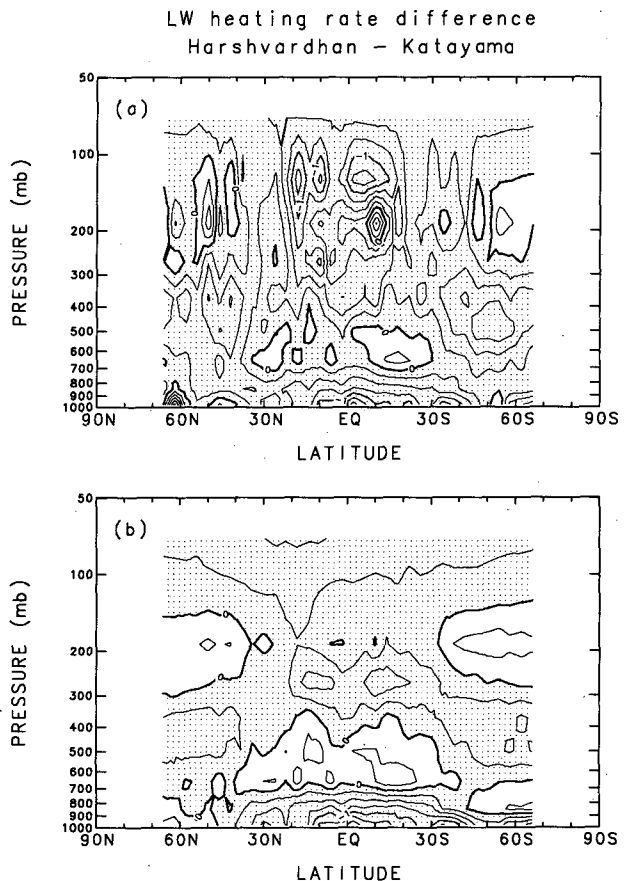 LW heating rate difference
Harshvardhan – Katayama
(a)
PRESSURE (mb)
50
100
200
300
400
500
600
700
800
900
1000
90N 60N 30N EQ 30S 60S 90S
LATITUDE
(b)
PRESSURE (mb)
50
100
200
300
400
500
600
700
800
900
1000
90N 60N 30N EQ 30S 60S 90S
LATITUDE